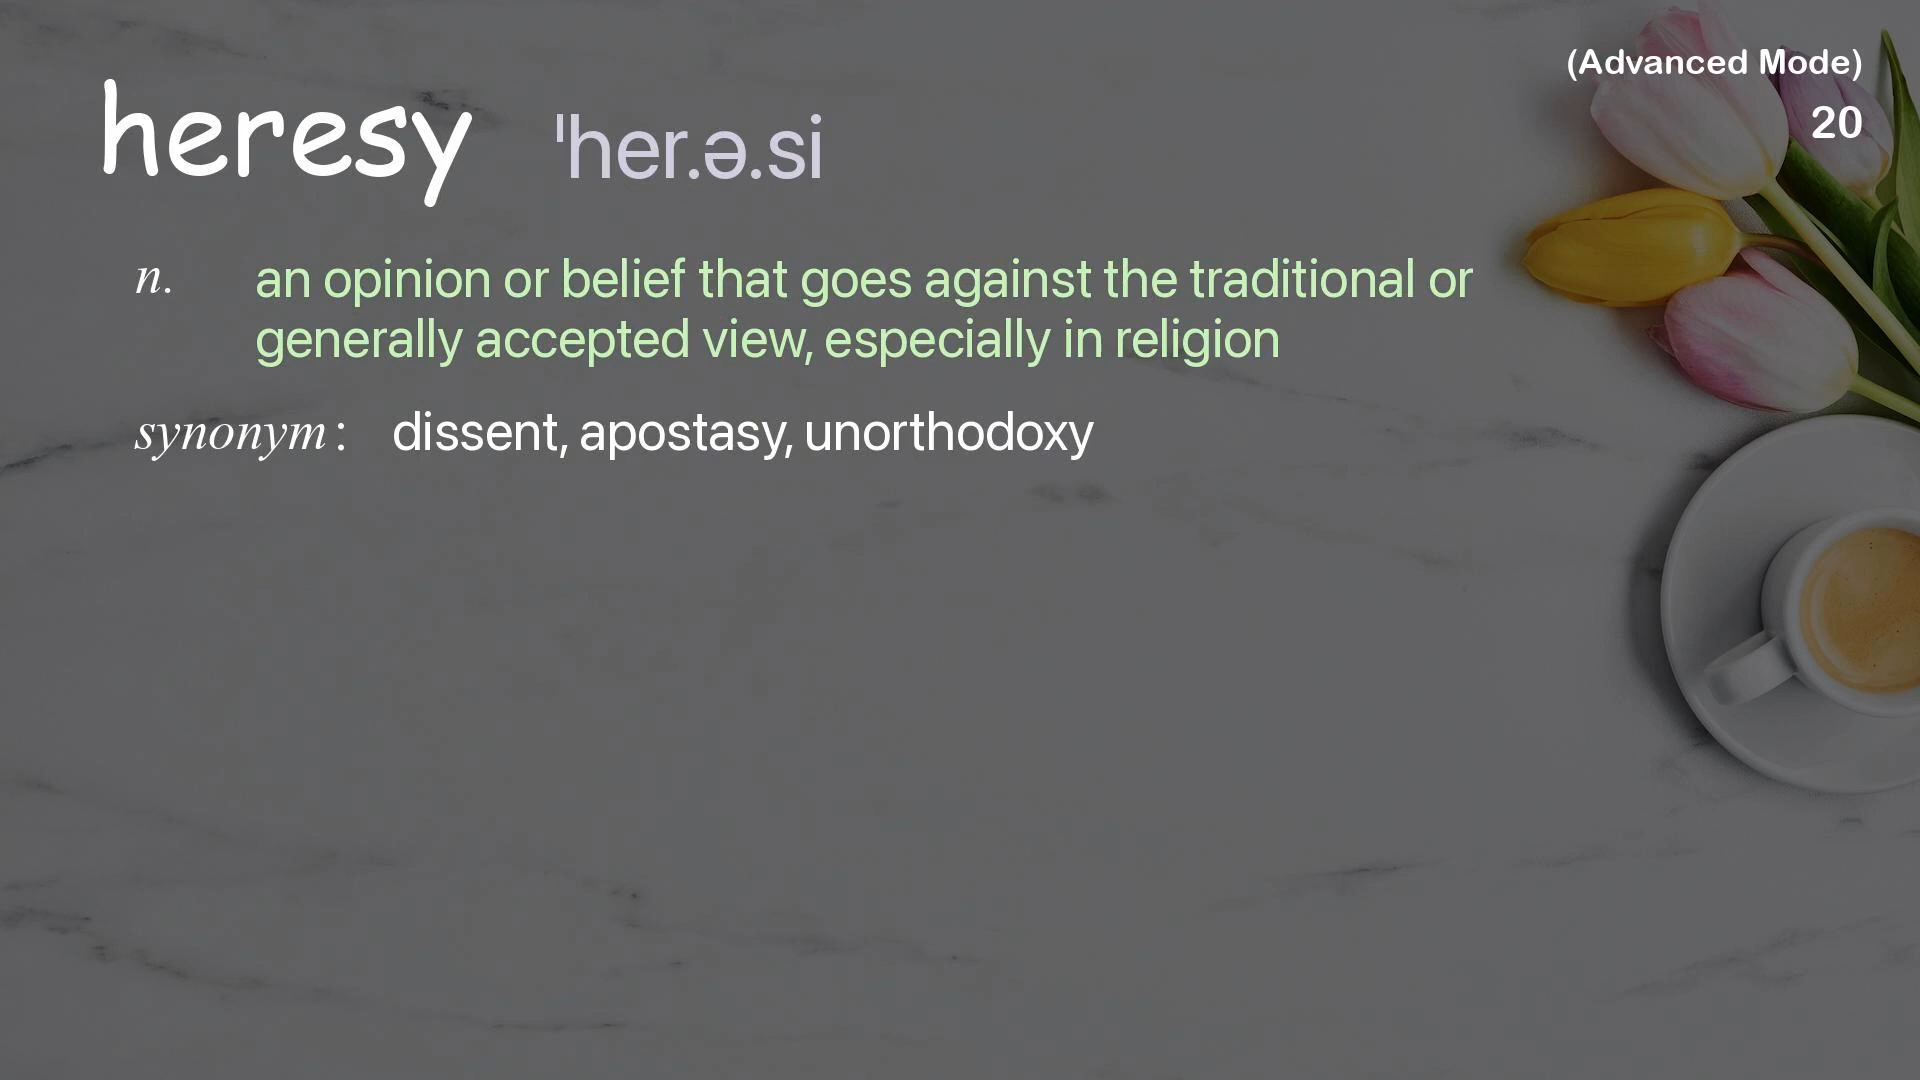 (Advanced Mode)
20
heresy ˈher.ə.si
n. an opinion or belief that goes against the traditional or
generally accepted view, especially in religion
synonym: dissent, apostasy, unorthodoxy